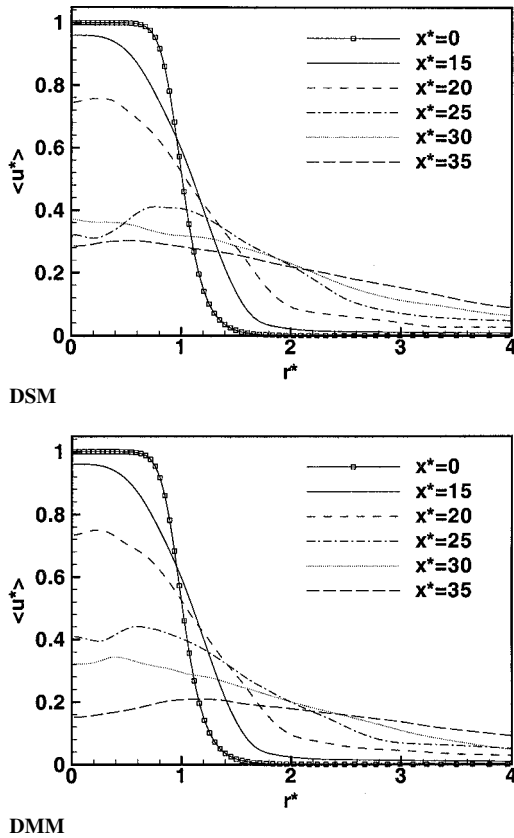 1
0.8
0.6
0.4
0.2
0
<u*>
x*=0
x*=15
x*=20
x*=25
x*=30
x*=35
0 1 2 3 4
r*
DSM
1
0.8
0.6
0.4
0.2
0
<u*>
x*=0
x*=15
x*=20
x*=25
x*=30
x*=35
0 1 2 3 4
r*
DMM